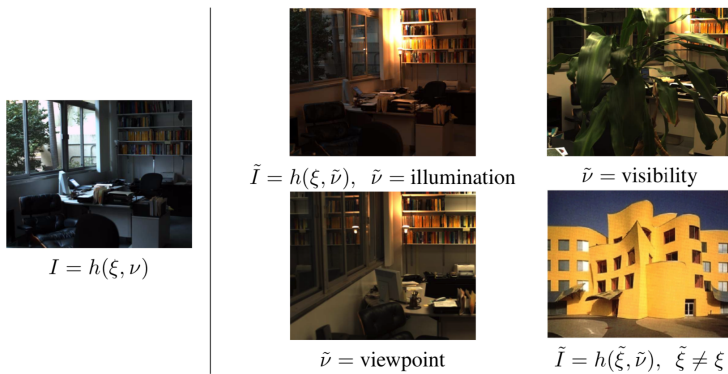 I = h(ξ, ν)
Ĩ = h(ξ, ν̃), ν̃ = illumination
ν̃ = visibility
ν̃ = viewpoint
Ĩ = h(ξ̃, ν̃), ξ̃ ≠ ξ